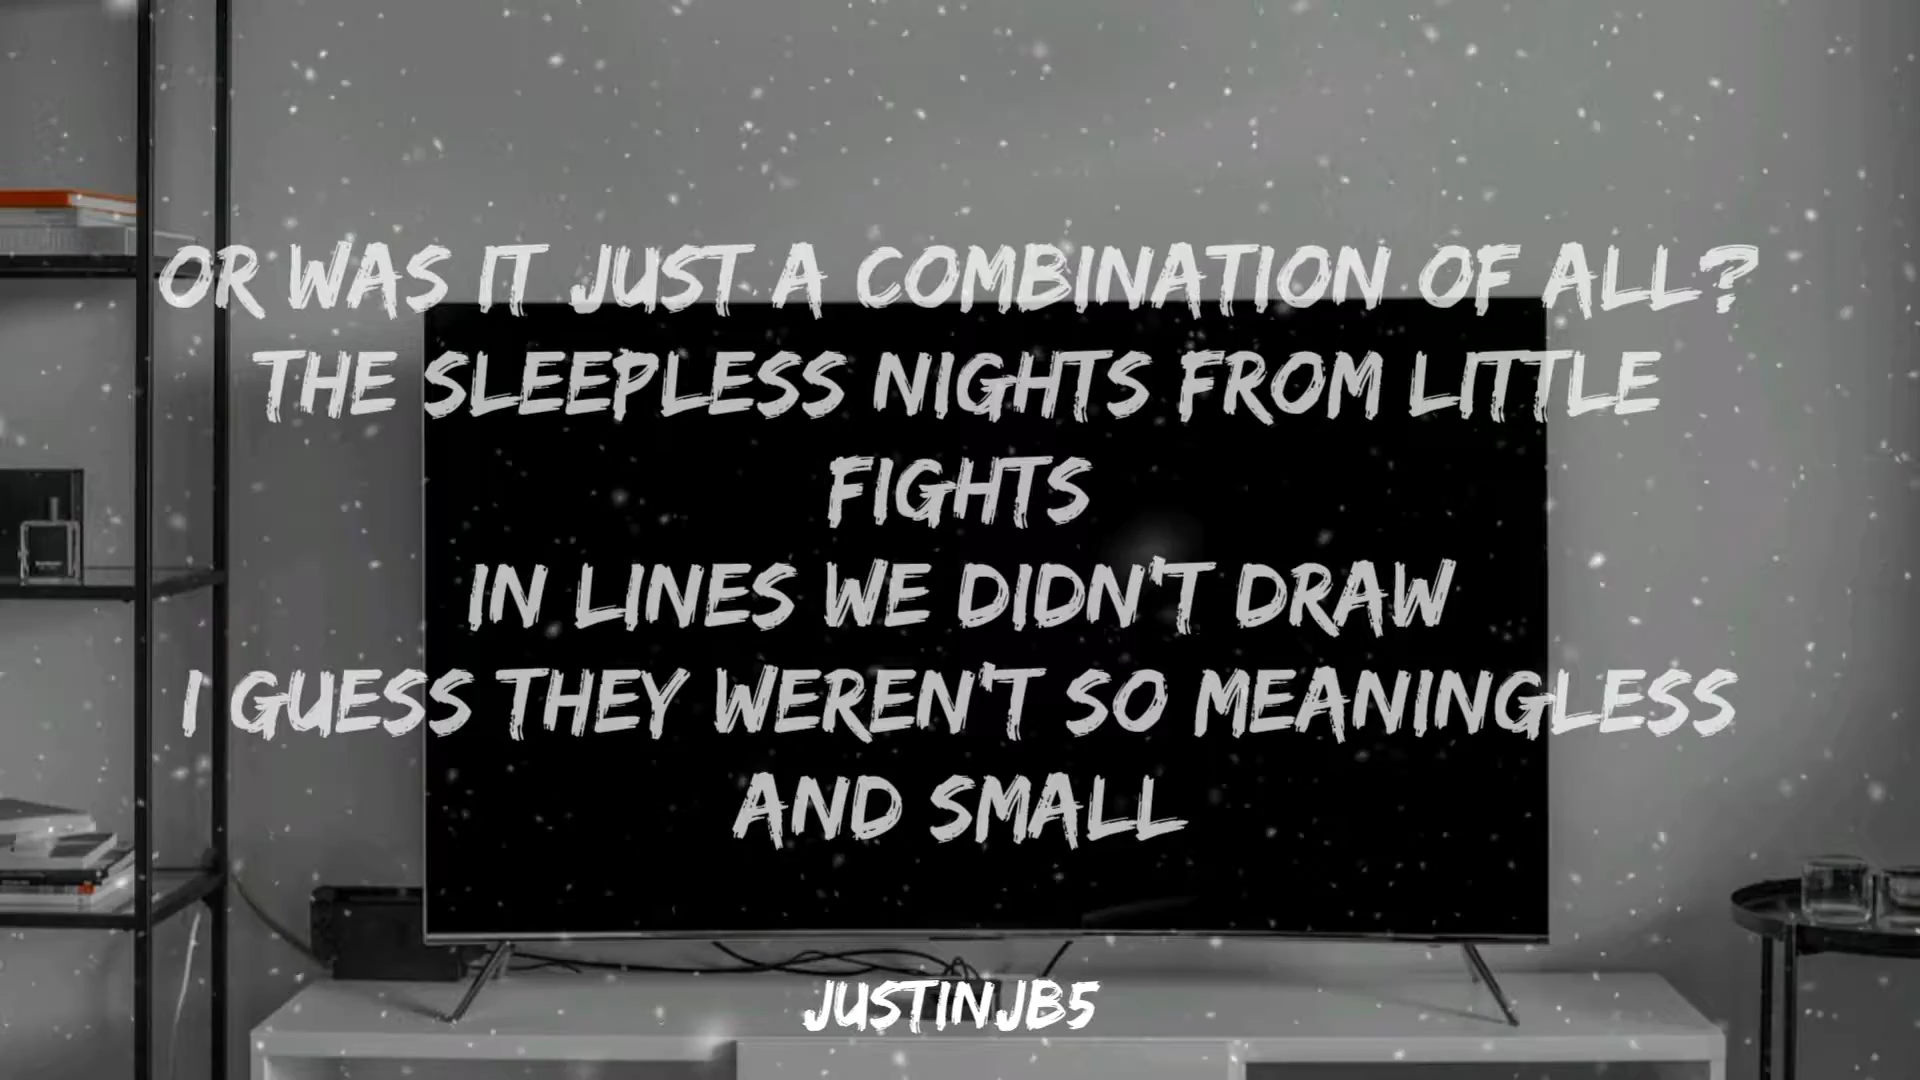 OR WAS IT JUST A COMBINATION OF ALL?
THE SLEEPLESS NIGHTS FROM LITTLE
FIGHTS
IN LINES WE DIDN'T DRAW
I GUESS THEY WEREN'T SO MEANINGLESS
AND SMALL
JUSTINJB5